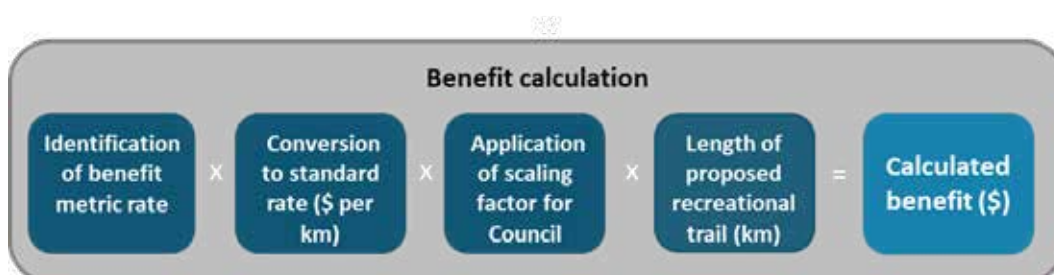 Benefit calculation
Identification
of benefit
metric rate
x
Conversion
to standard
rate ($ per
km)
x
Application
of scaling
factor for
Council
x
Length of
proposed
recreational
trail (km)
=
Calculated
benefit ($)